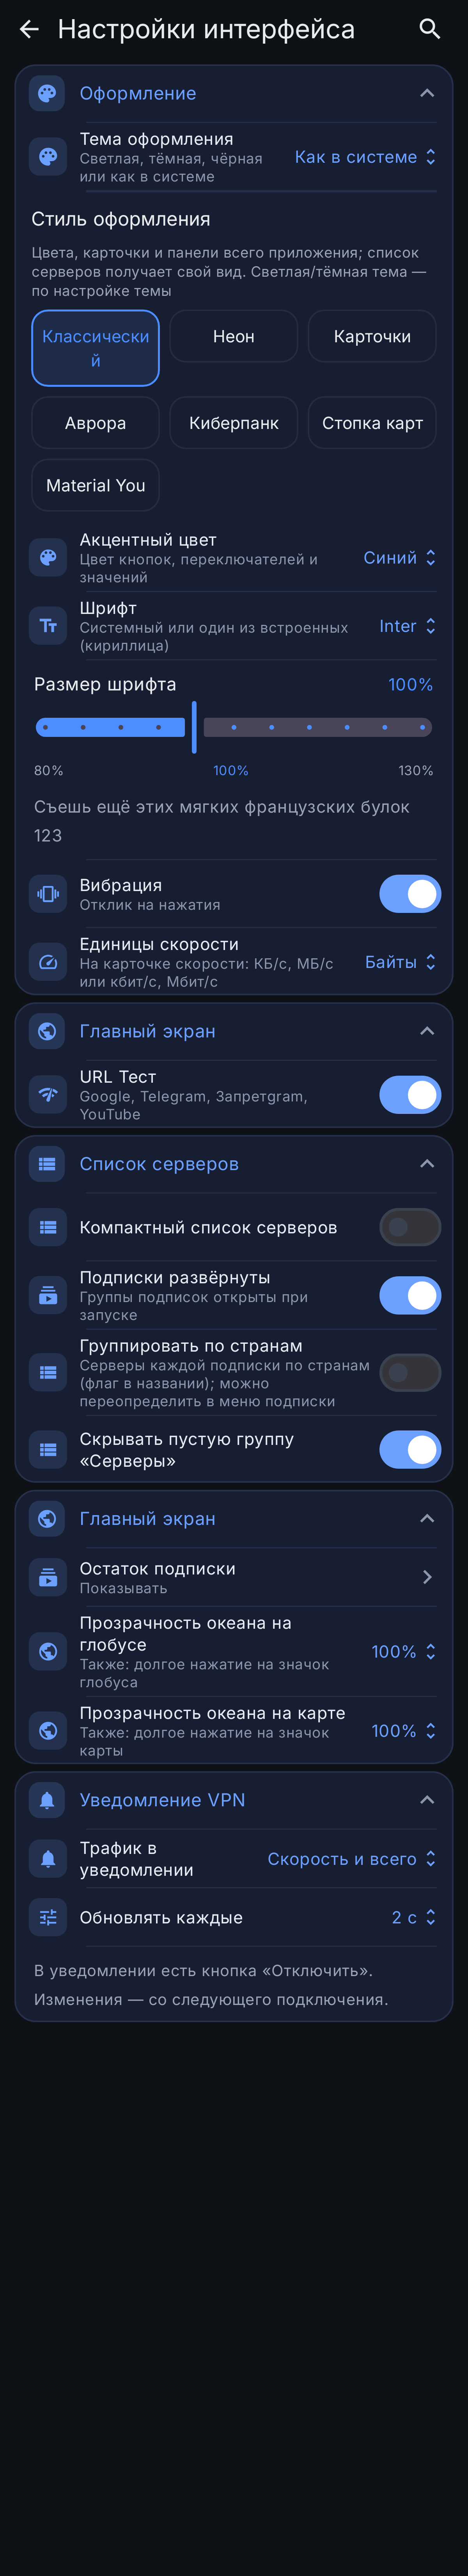 Настройки интерфейса
Оформление
Тема оформления
Светлая, тёмная, чёрная
или как в системе
Как в системе
Стиль оформления
Цвета, карточки и панели всего приложения; список
серверов получает свой вид. Светлая/тёмная тема —
по настройке темы
Классически
й
Неон
Карточки
Аврора
Киберпанк
Стопка карт
Material You
Акцентный цвет
Цвет кнопок, переключателей и
значений
Синий
Шрифт
Системный или один из встроенных
(кириллица)
Inter
Размер шрифта
100%
80%
100%
130%
Съешь ещё этих мягких французских булок
123
Вибрация
Отклик на нажатия
Единицы скорости
На карточке скорости: КБ/с, МБ/с
или кбит/с, Мбит/с
Байты
Главный экран
URL Тест
Google, Telegram, Запретграм,
YouTube
Список серверов
Компактный список серверов
Подписки развёрнуты
Группы подписок открыты при
запуске
Группировать по странам
Серверы каждой подписки по странам
(флаг в названии); можно
переопределить в меню подписки
Скрывать пустую группу
«Серверы»
Главный экран
Остаток подписки
Показывать
Прозрачность океана на
глобусе
Также: долгое нажатие на значок
глобуса
100%
Прозрачность океана на карте
Также: долгое нажатие на значок
карты
100%
Уведомление VPN
Трафик в
уведомлении
Скорость и всего
Обновлять каждые
2 с
В уведомлении есть кнопка «Отключить».
Изменения — со следующего подключения.